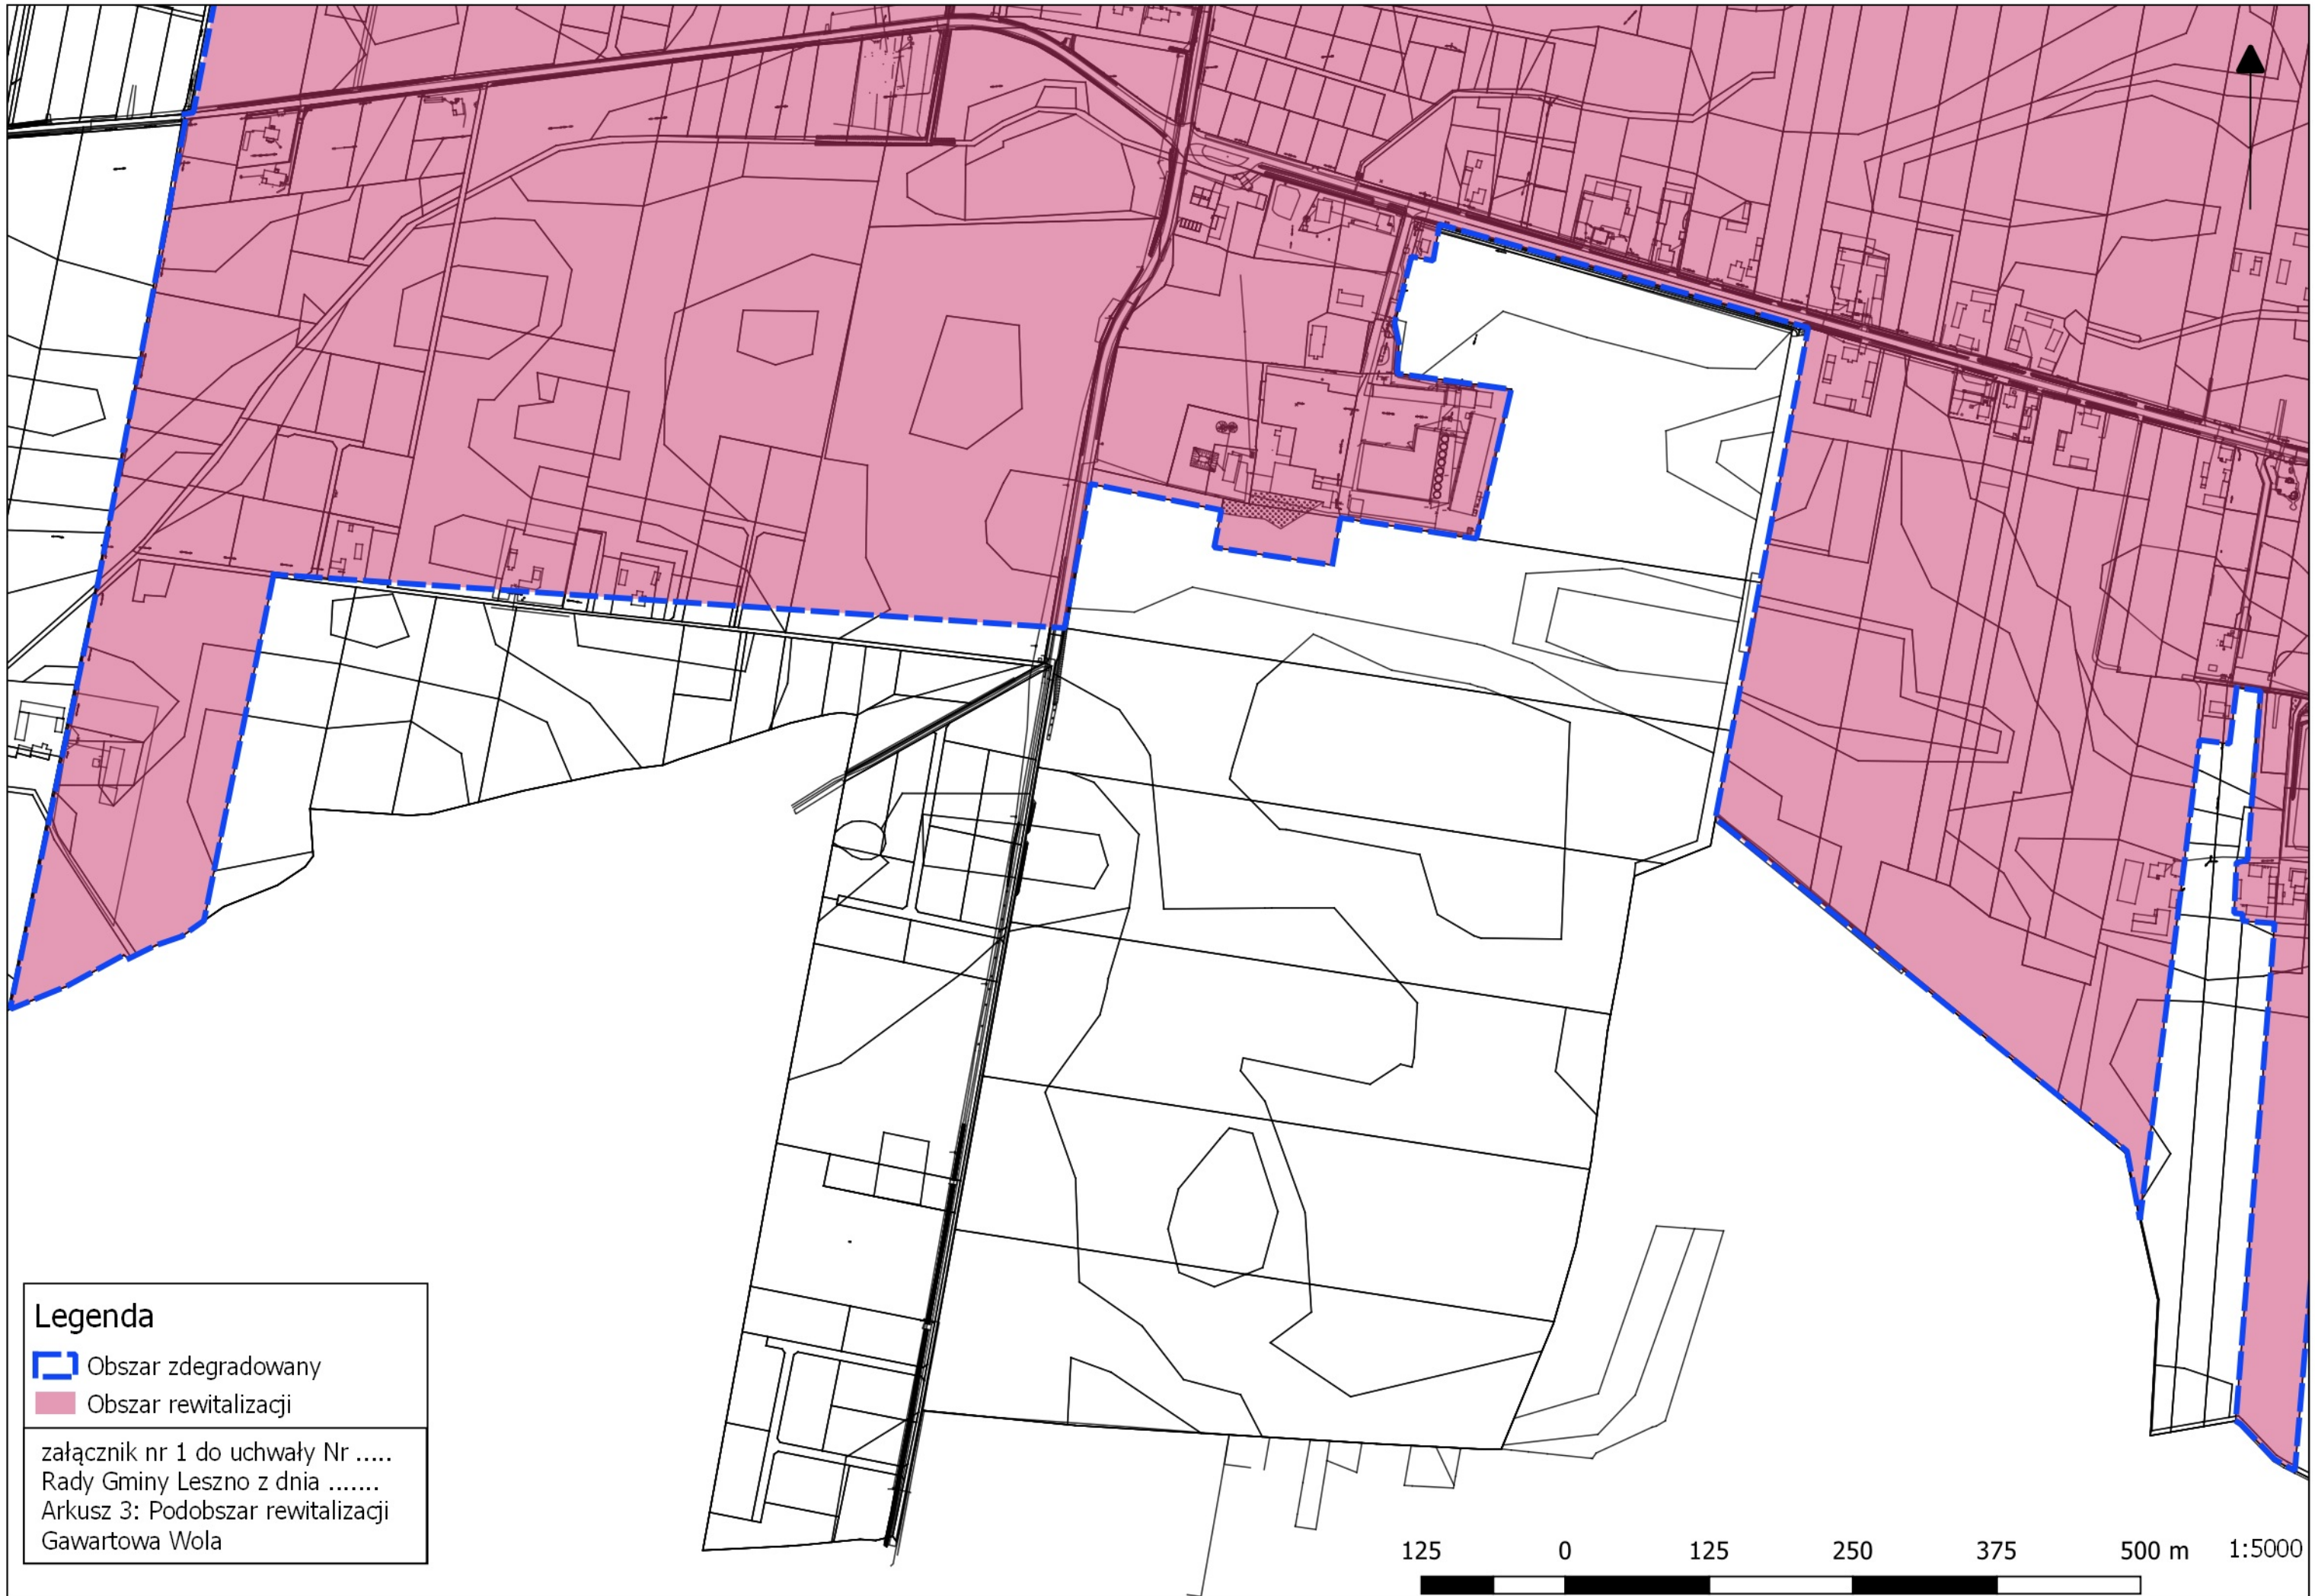 Legenda
Obszar zdegradowany
Obszar rewitalizacji
załącznik nr 1 do uchwały Nr .....
Rady Gminy Leszno z dnia .......
Arkusz 3: Podobszar rewitalizacji
Gawartowa Wola
125 0 125 250 375 500 m 1:5000